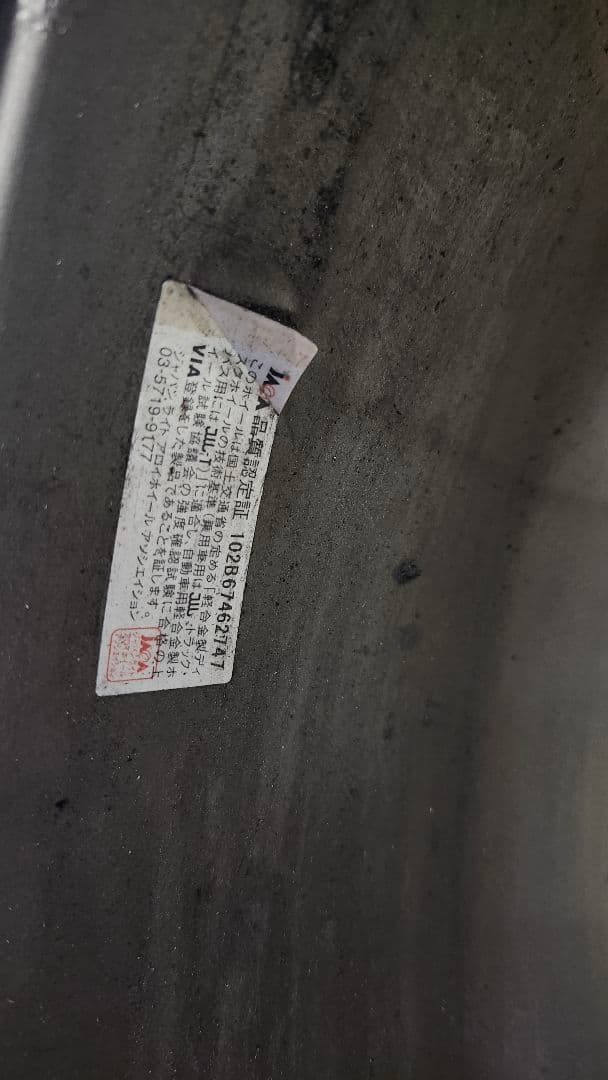 JAWA 品質認定証 102B67462747
このホイールは国土交通省の定める「軽合金製ディ
スクホイールの技術基準(乗用車用はJWL、トラック・
バス用にはJWL-T)」に適合し、自動車用軽合金製ホ
イール試験協議会の強度確認試験に合格の上
VIA登録をした製品であることを証します。
ジャパン ライト アロイホイール アソシエイション
03-5719-9177
JAWA